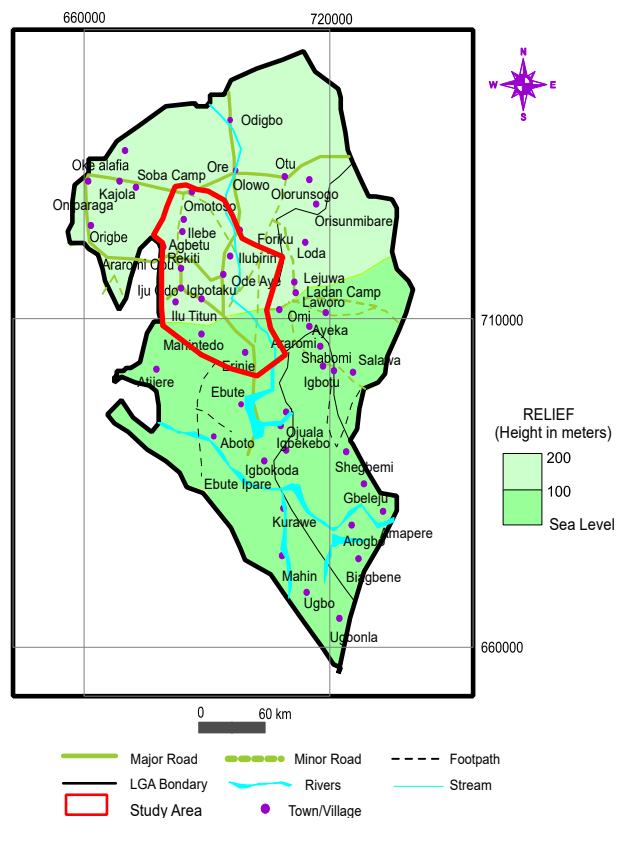 660000 720000
N
W E
S
Odigbo
Oke alafia
Ore
Otu
Soba Camp
Kajola
Olowo
Olorunsogo
Oniparaga
Omotoso
Orisunmibare
Origbe
Ilebe
Foriku
Agbetu
Loda
Rekiti
Ilubirin
Araromi Obu
Ode Aye
Lejuwa
Iju Odo
Igbotaku
Ladan Camp
Laworo
Ilu Titun
Omi
710000
Ayeka
Mahintedo
Araromi
Shabomi
Salawa
Erinje
Atijere
Igbotu
Ebute
RELIEF
(Height in meters)
200
100
Sea Level
Ojuala
Aboto
Igbekebo
Igbokoda
Shegbemi
Ebute Ipare
Gbeleju
Kurawe
Amapere
Arogbo
Mahin
Biagbene
Ugbo
Ugbonla
660000
0 60 km
Major Road
Minor Road
Footpath
LGA Bondary
Rivers
Stream
Study Area
Town/Village